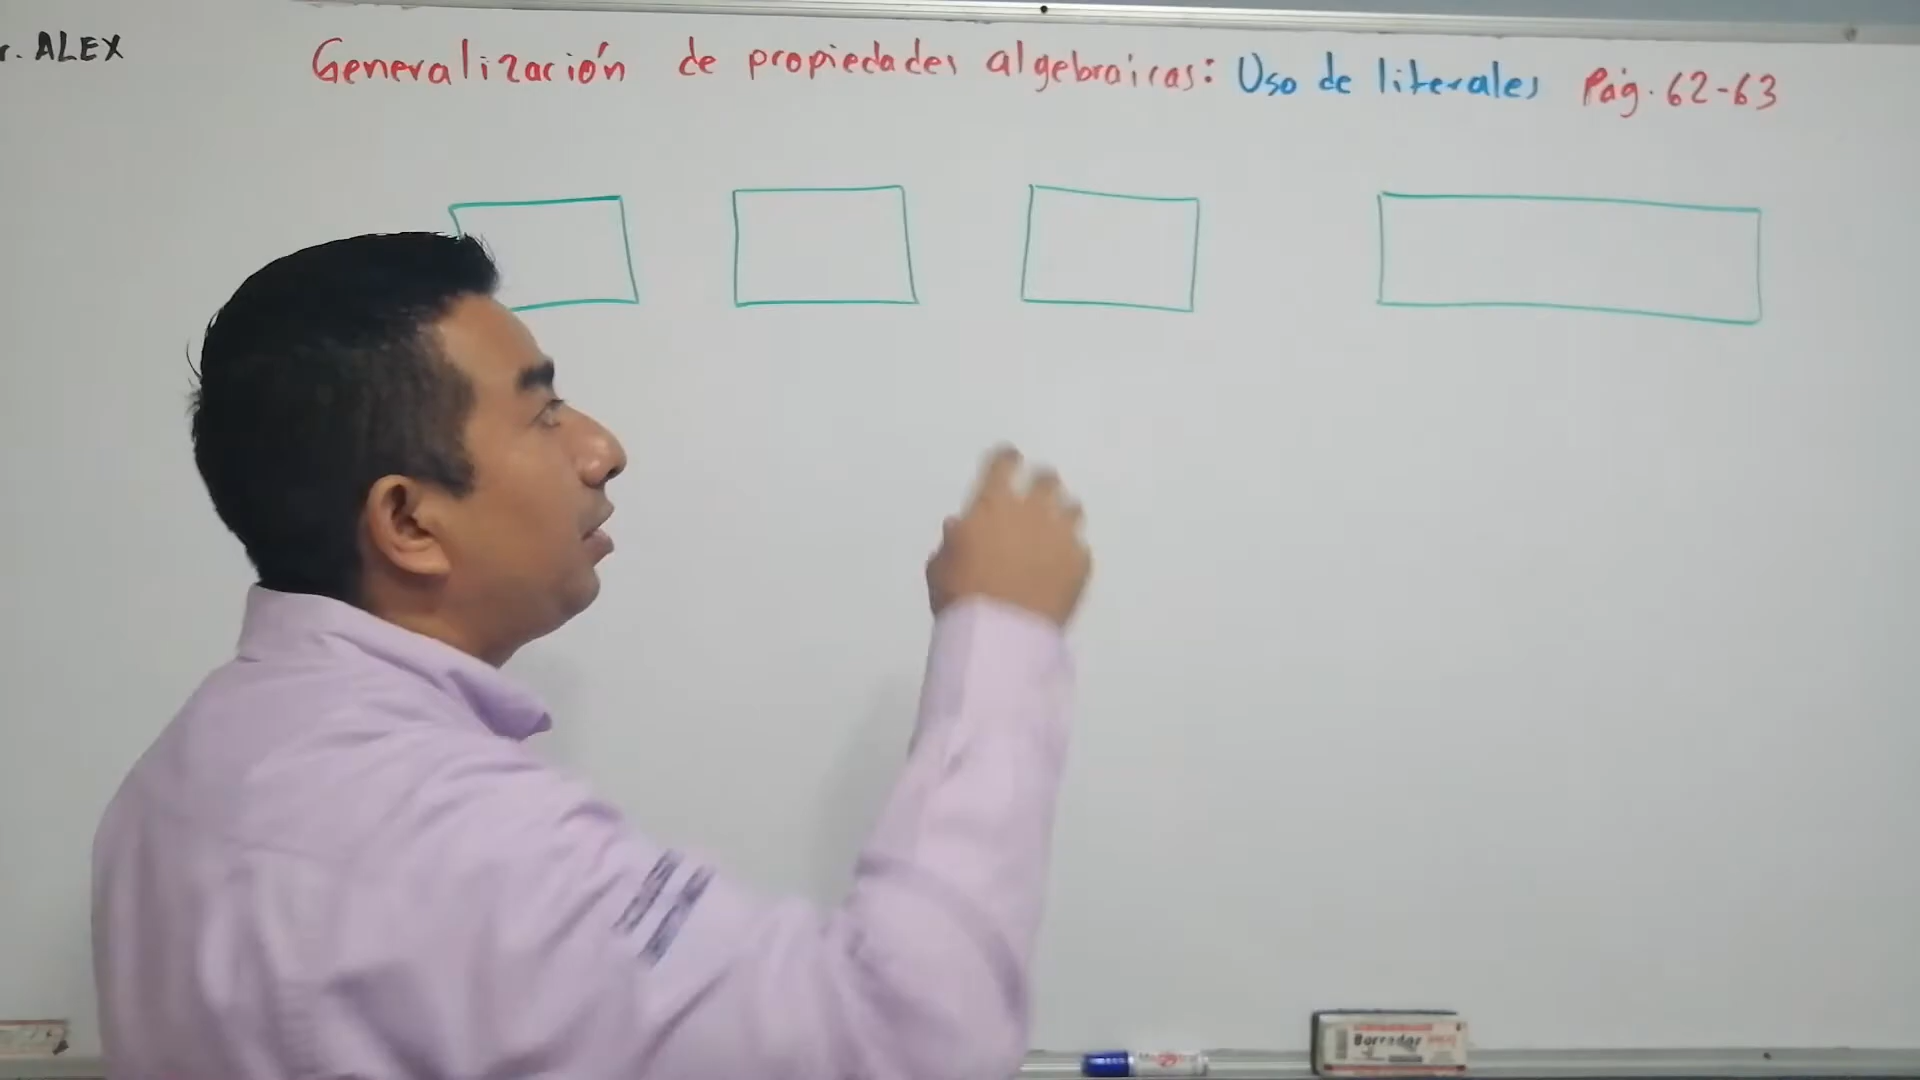 r. ALEX
Generalización de propiedades algebraicas: Uso de literales Pág. 62-63
Borrador